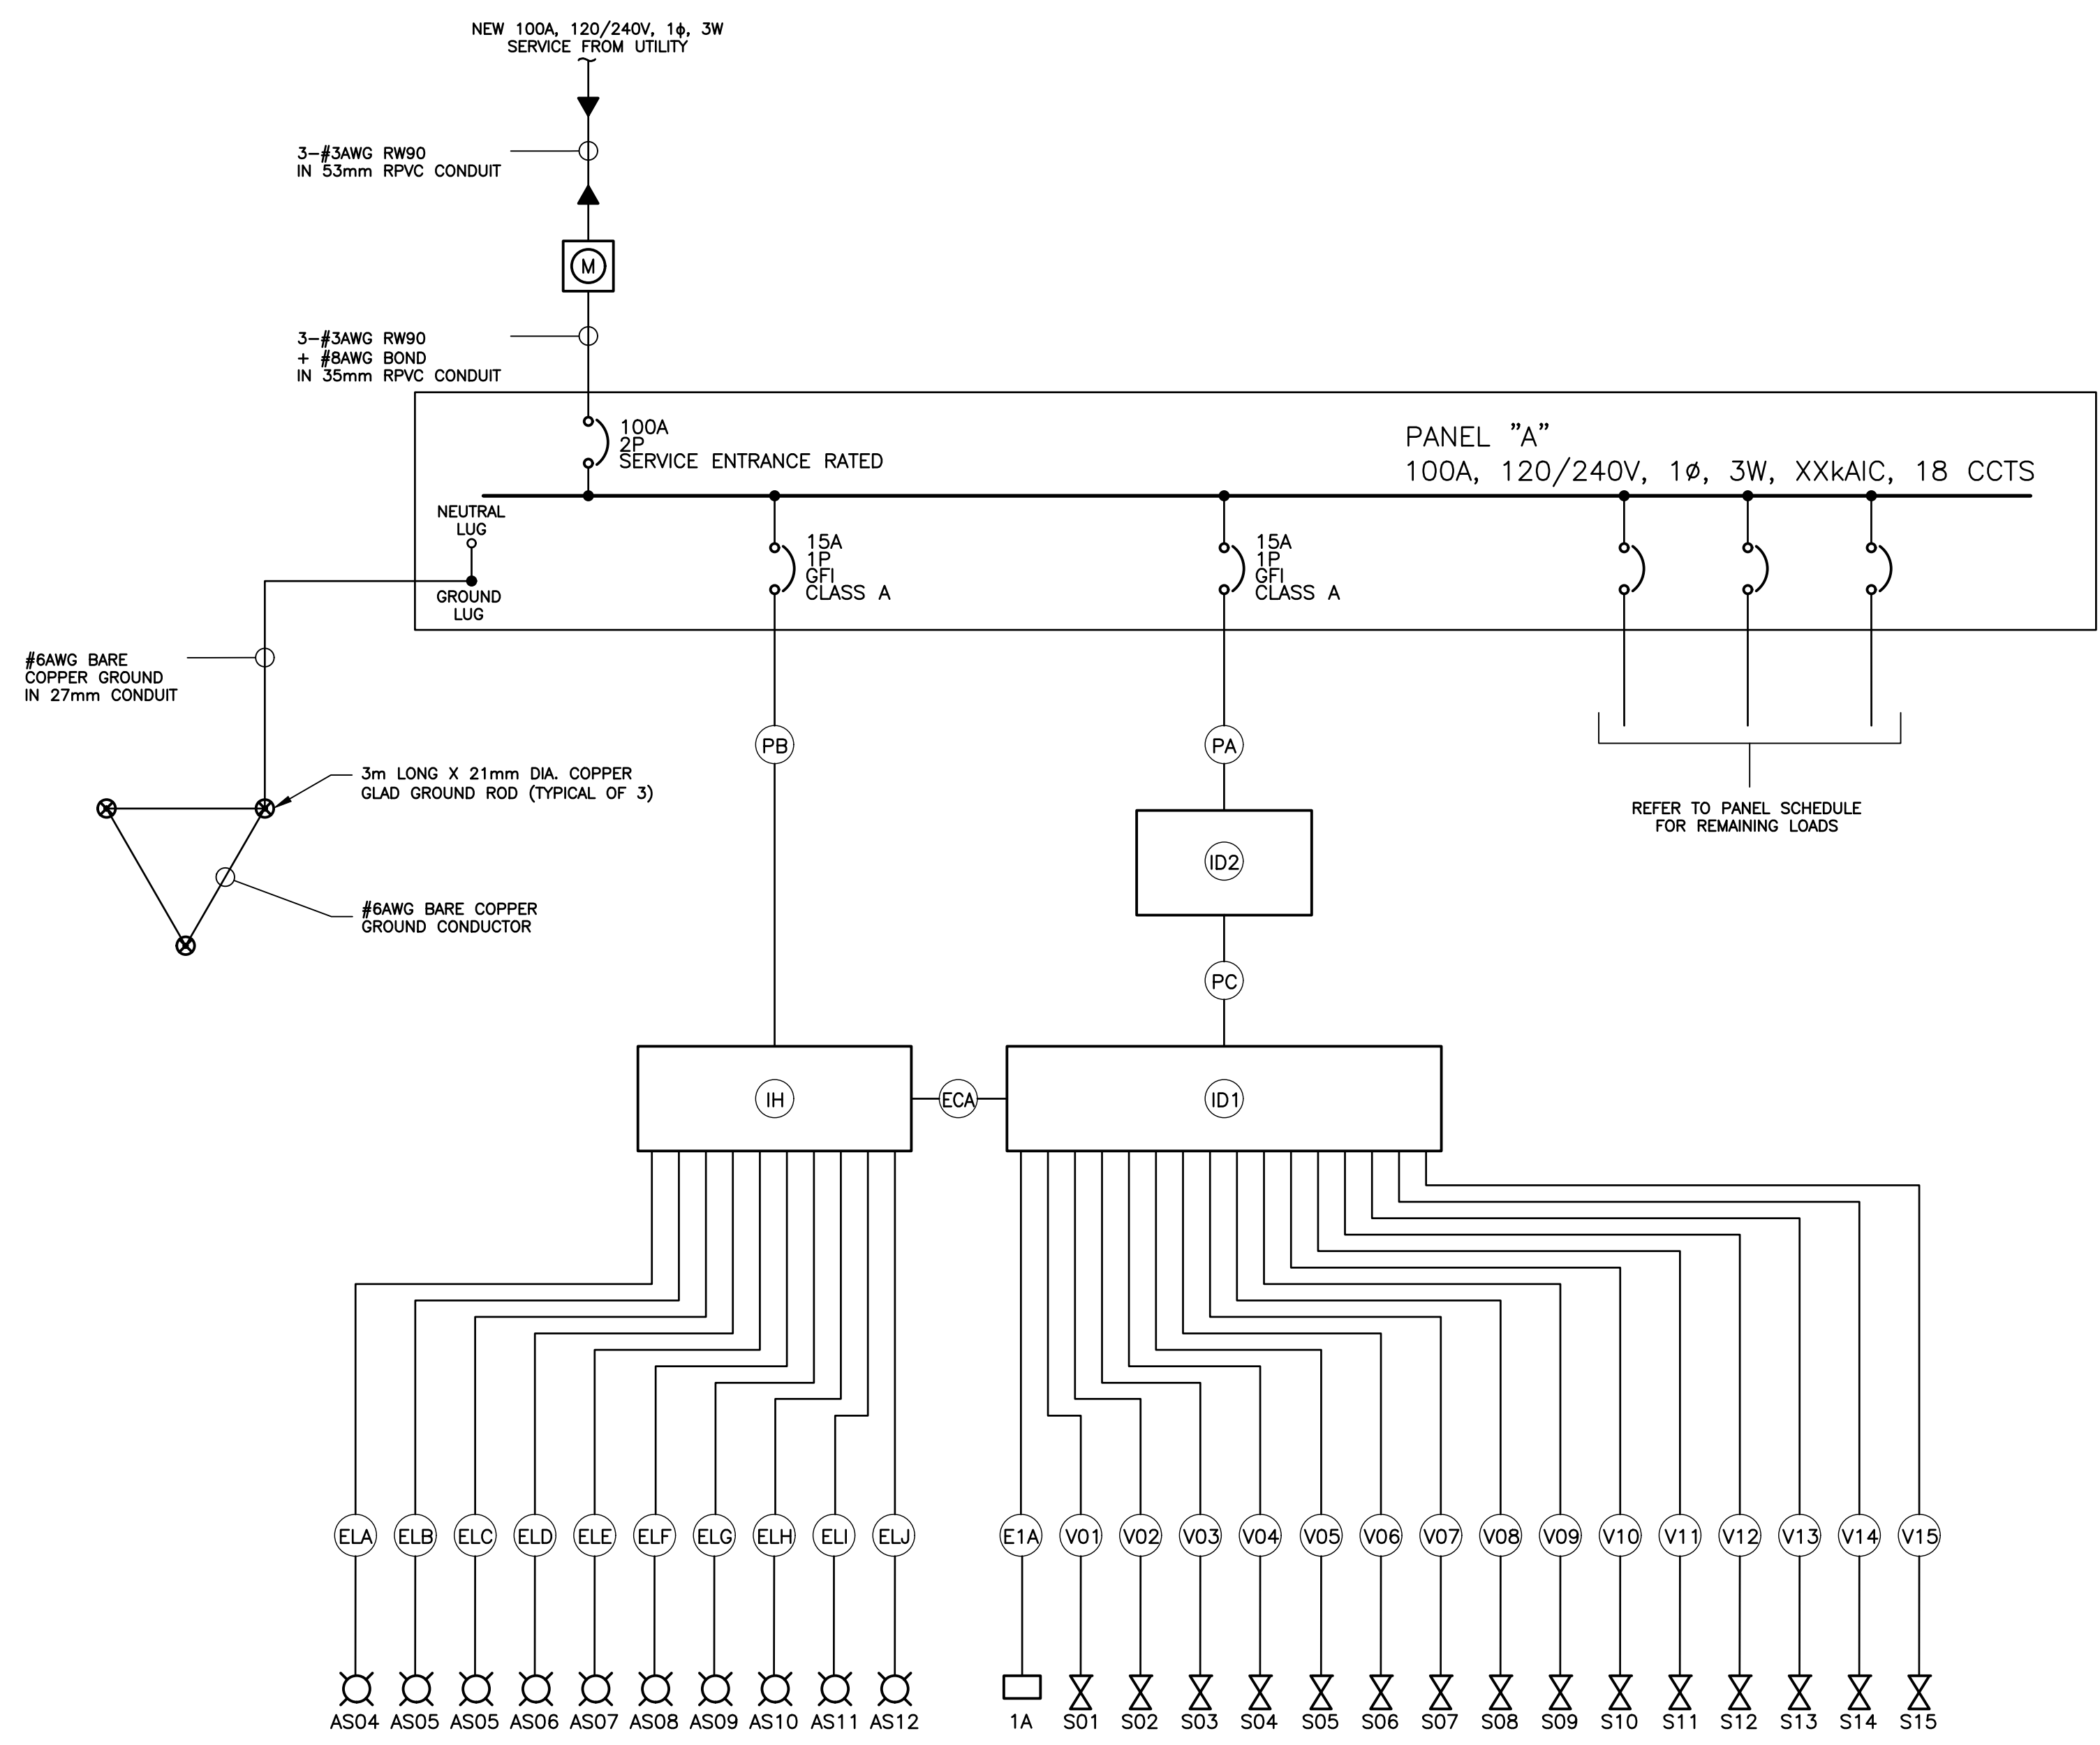 NEW 100A, 120/240V, 1ϕ, 3W
SERVICE FROM UTILITY
3-#3AWG RW90
IN 53mm RPVC CONDUIT
M
3-#3AWG RW90
+ #8AWG BOND
IN 35mm RPVC CONDUIT
100A
2P
SERVICE ENTRANCE RATED
PANEL "A"
100A, 120/240V, 1ø, 3W, XXkAIC, 18 CCTS
NEUTRAL
LUG
GROUND
LUG
15A
1P
GFI
CLASS A
15A
1P
GFI
CLASS A
#6AWG BARE
COPPER GROUND
IN 27mm CONDUIT
PB
PA
3m LONG X 21mm DIA. COPPER
GLAD GROUND ROD (TYPICAL OF 3)
REFER TO PANEL SCHEDULE
FOR REMAINING LOADS
ID2
#6AWG BARE COPPER
GROUND CONDUCTOR
PC
IH
ECA
ID1
ELA ELB ELC ELD ELE ELF ELG ELH ELI ELJ E1A V01 V02 V03 V04 V05 V06 V07 V08 V09 V10 V11 V12 V13 V14 V15
AS04 AS05 AS05 AS06 AS07 AS08 AS09 AS10 AS11 AS12 1A S01 S02 S03 S04 S05 S06 S07 S08 S09 S10 S11 S12 S13 S14 S15